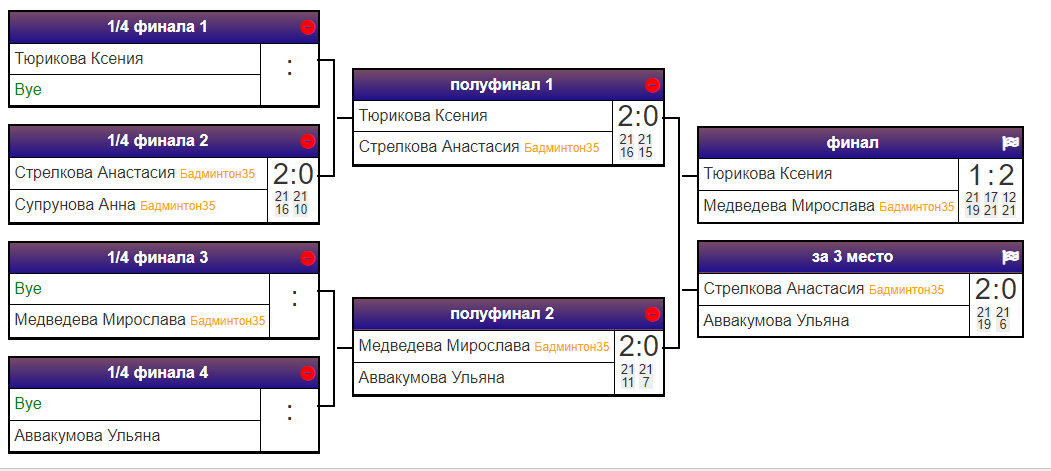 1/4 финала 1
Тюрикова Ксения
:
Bye
1/4 финала 2
Стрелкова Анастасия Бадминтон35
2:0
21 21
16 10
Супрунова Анна Бадминтон35
1/4 финала 3
Bye
:
Медведева Мирослава Бадминтон35
1/4 финала 4
Bye
:
Аввакумова Ульяна
полуфинал 1
Тюрикова Ксения
2:0
21 21
16 15
Стрелкова Анастасия Бадминтон35
полуфинал 2
Медведева Мирослава Бадминтон35
2:0
21 21
11 7
Аввакумова Ульяна
финал
Тюрикова Ксения
1:2
21 17 12
19 21 21
Медведева Мирослава Бадминтон35
за 3 место
Стрелкова Анастасия Бадминтон35
2:0
21 21
19 6
Аввакумова Ульяна